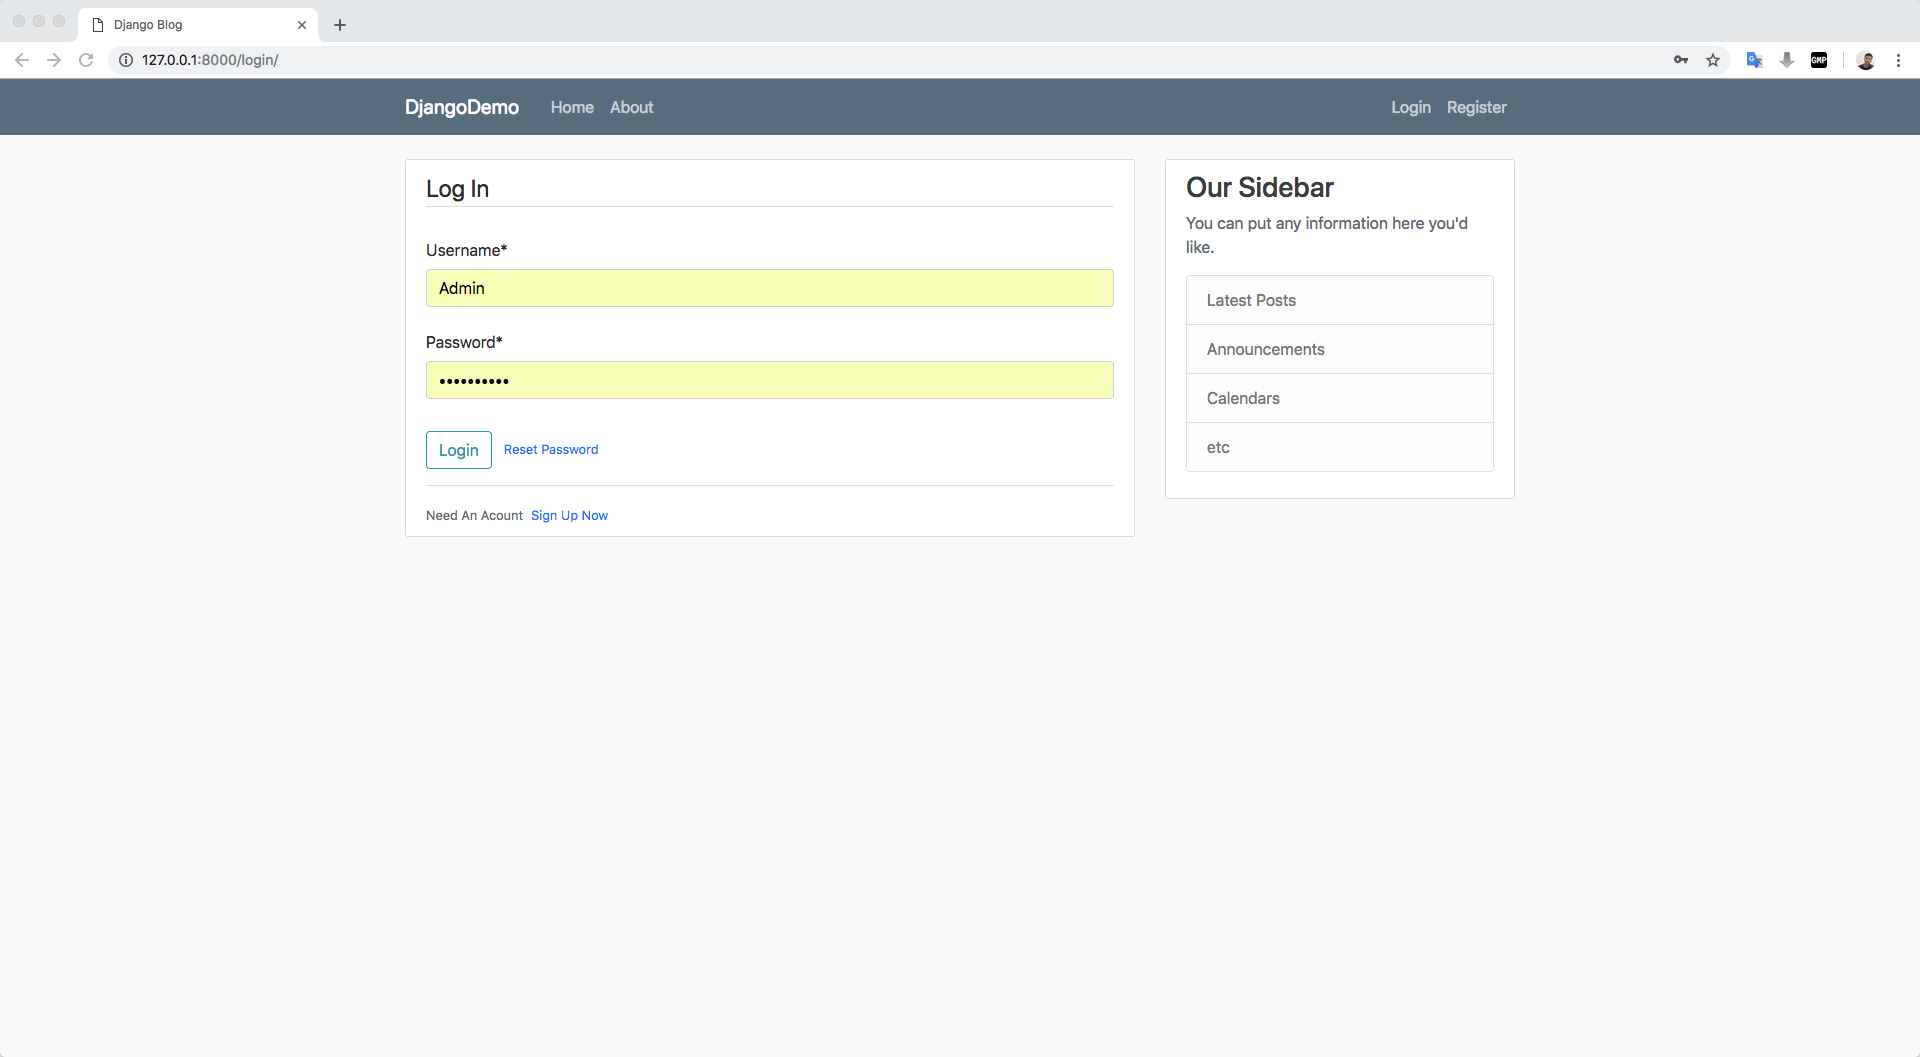 Django Blog
127.0.0.1:8000/login/
GMP
DjangoDemo Home About Login Register
Log In
Username*
Admin
Password*
••••••••••
Login Reset Password
Need An Acount Sign Up Now
Our Sidebar
You can put any information here you'd
like.
Latest Posts
Announcements
Calendars
etc